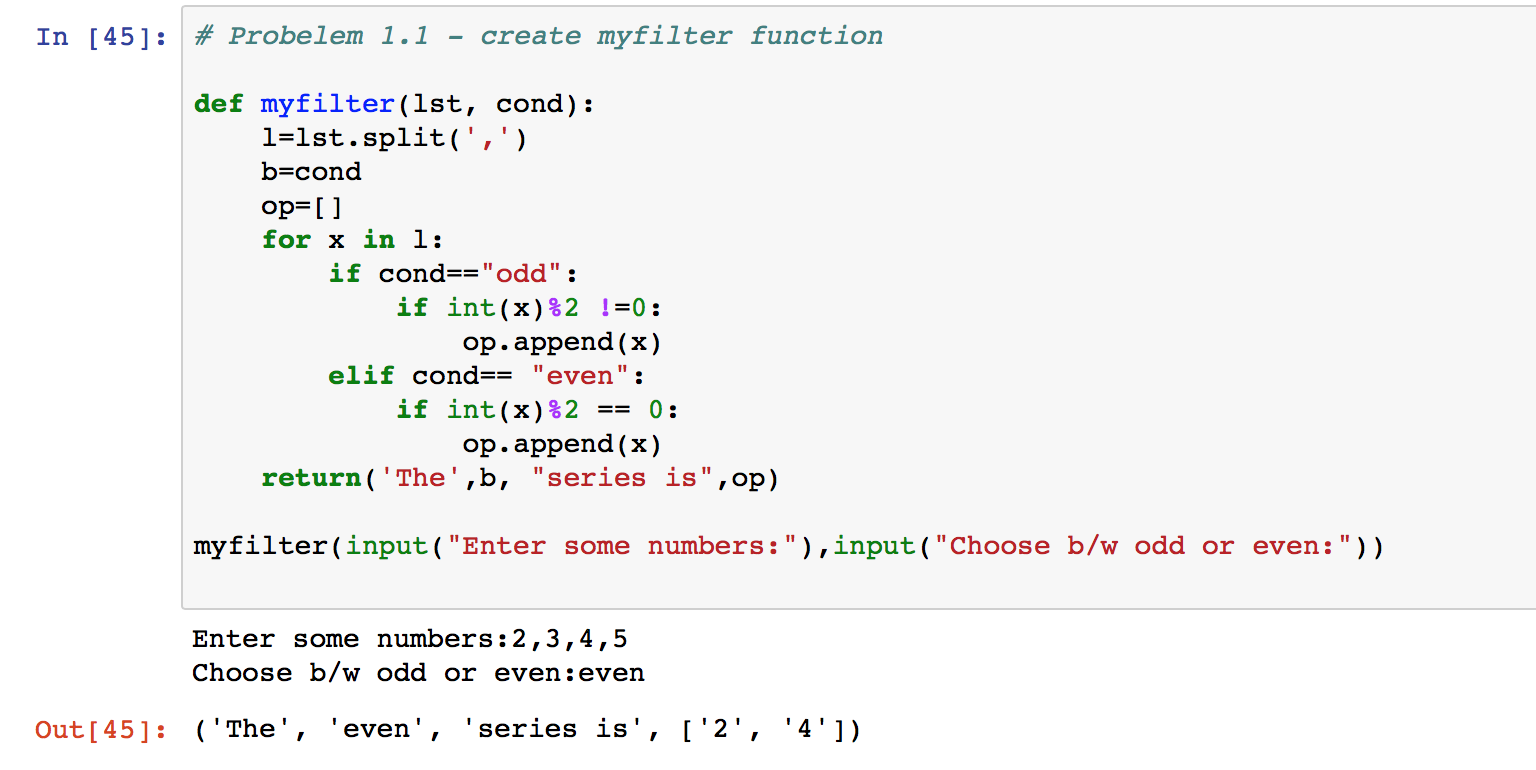 In [45]: # Probelem 1.1 – create myfilter function
def myfilter(lst, cond):
    l=lst.split(',')
    b=cond
    op=[]
    for x in l:
        if cond=="odd":
            if int(x)%2 !=0:
                op.append(x)
        elif cond== "even":
            if int(x)%2 == 0:
                op.append(x)
    return('The',b, "series is",op)
myfilter(input("Enter some numbers:"),input("Choose b/w odd or even:"))
Enter some numbers:2,3,4,5
Choose b/w odd or even:even
Out[45]: ('The', 'even', 'series is', ['2', '4'])